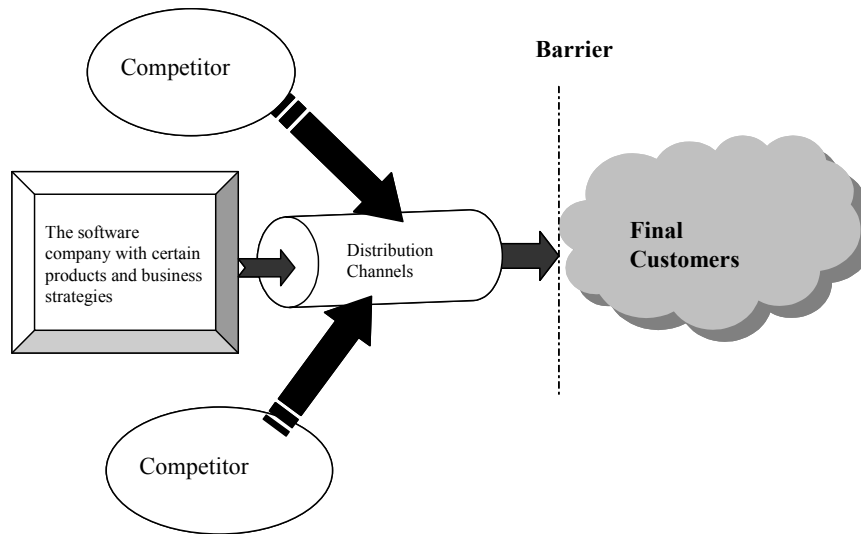 Competitor
Barrier
The software
company with certain
products and business
strategies
Distribution
Channels
Final
Customers
Competitor